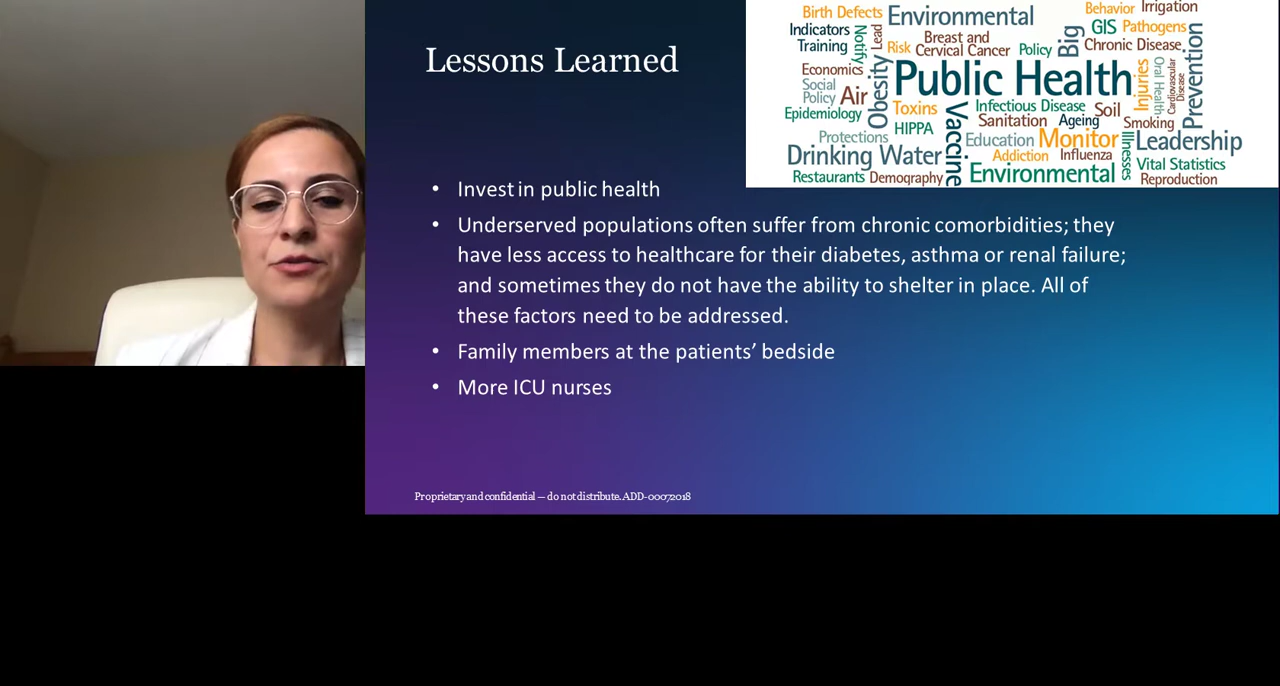 Lessons Learned
Birth Defects
Environmental
Behavior
Irrigation
Indicators
Notify
Lead
Breast and
Cervical Cancer
Big
GIS
Pathogens
Training
Risk
Policy
Chronic Disease
Prevention
Economics
Obesity
Public Health
Injuries
Oral Health
Cardiovascular
Disease
Social
Policy
Air
Toxins
Infectious Disease
Soil
Epidemiology
HIPPA
Vaccine
Sanitation
Ageing
Smoking
Protections
Education
Monitor
Illnesses
Leadership
Drinking Water
Addiction
Influenza
Vital Statistics
Restaurants
Demography
Environmental
Reproduction
• Invest in public health
• Underserved populations often suffer from chronic comorbidities; they
have less access to healthcare for their diabetes, asthma or renal failure;
and sometimes they do not have the ability to shelter in place. All of
these factors need to be addressed.
• Family members at the patients’ bedside
• More ICU nurses
Proprietary and confidential — do not distribute. ADD-00072018